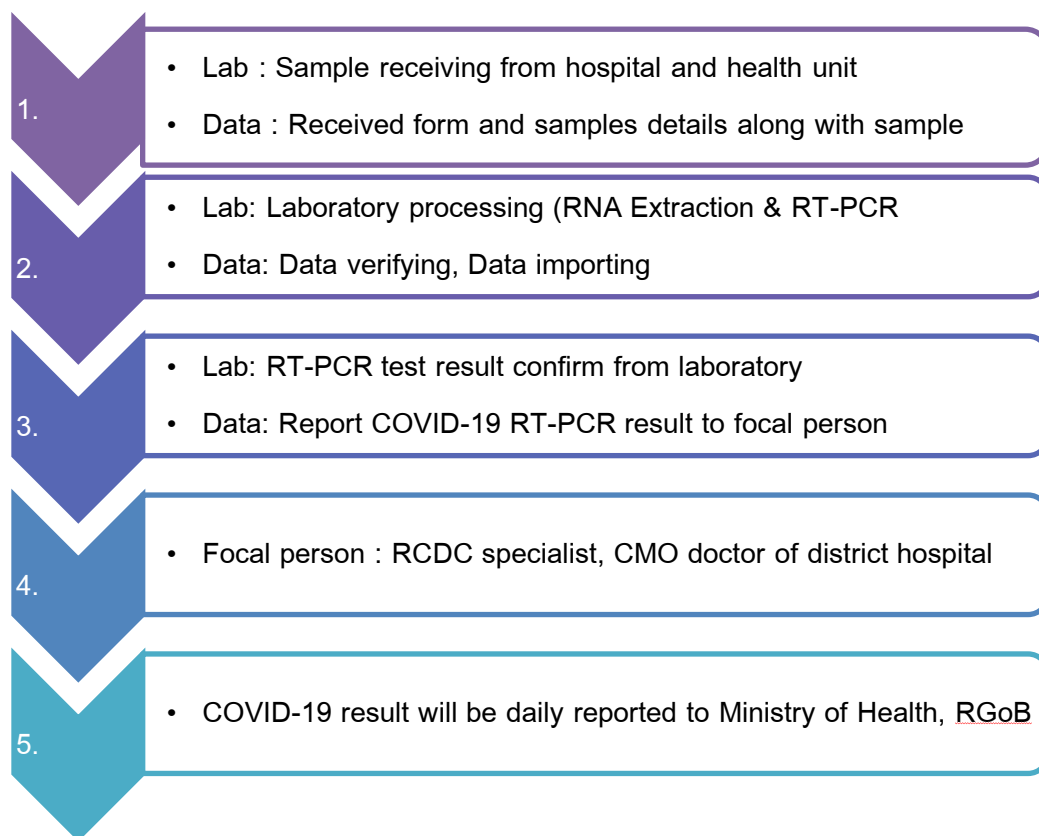 1.
• Lab : Sample receiving from hospital and health unit
• Data : Received form and samples details along with sample
2.
• Lab: Laboratory processing (RNA Extraction & RT-PCR
• Data: Data verifying, Data importing
3.
• Lab: RT-PCR test result confirm from laboratory
• Data: Report COVID-19 RT-PCR result to focal person
4.
• Focal person : RCDC specialist, CMO doctor of district hospital
5.
• COVID-19 result will be daily reported to Ministry of Health, RGoB